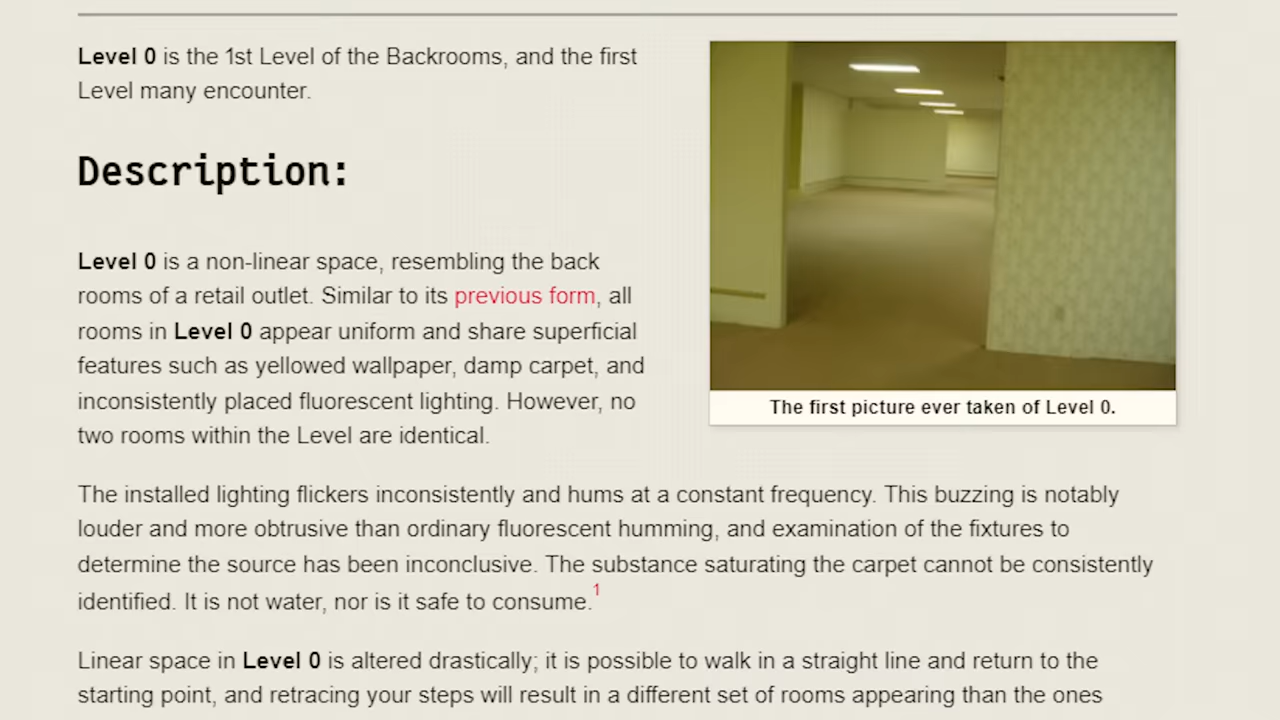 Level 0 is the 1st Level of the Backrooms, and the first
Level many encounter.
Description:
Level 0 is a non-linear space, resembling the back
rooms of a retail outlet. Similar to its previous form, all
rooms in Level 0 appear uniform and share superficial
features such as yellowed wallpaper, damp carpet, and
inconsistently placed fluorescent lighting. However, no
two rooms within the Level are identical.
The first picture ever taken of Level 0.
The installed lighting flickers inconsistently and hums at a constant frequency. This buzzing is notably
louder and more obtrusive than ordinary fluorescent humming, and examination of the fixtures to
determine the source has been inconclusive. The substance saturating the carpet cannot be consistently
identified. It is not water, nor is it safe to consume.1
Linear space in Level 0 is altered drastically; it is possible to walk in a straight line and return to the
starting point, and retracing your steps will result in a different set of rooms appearing than the ones